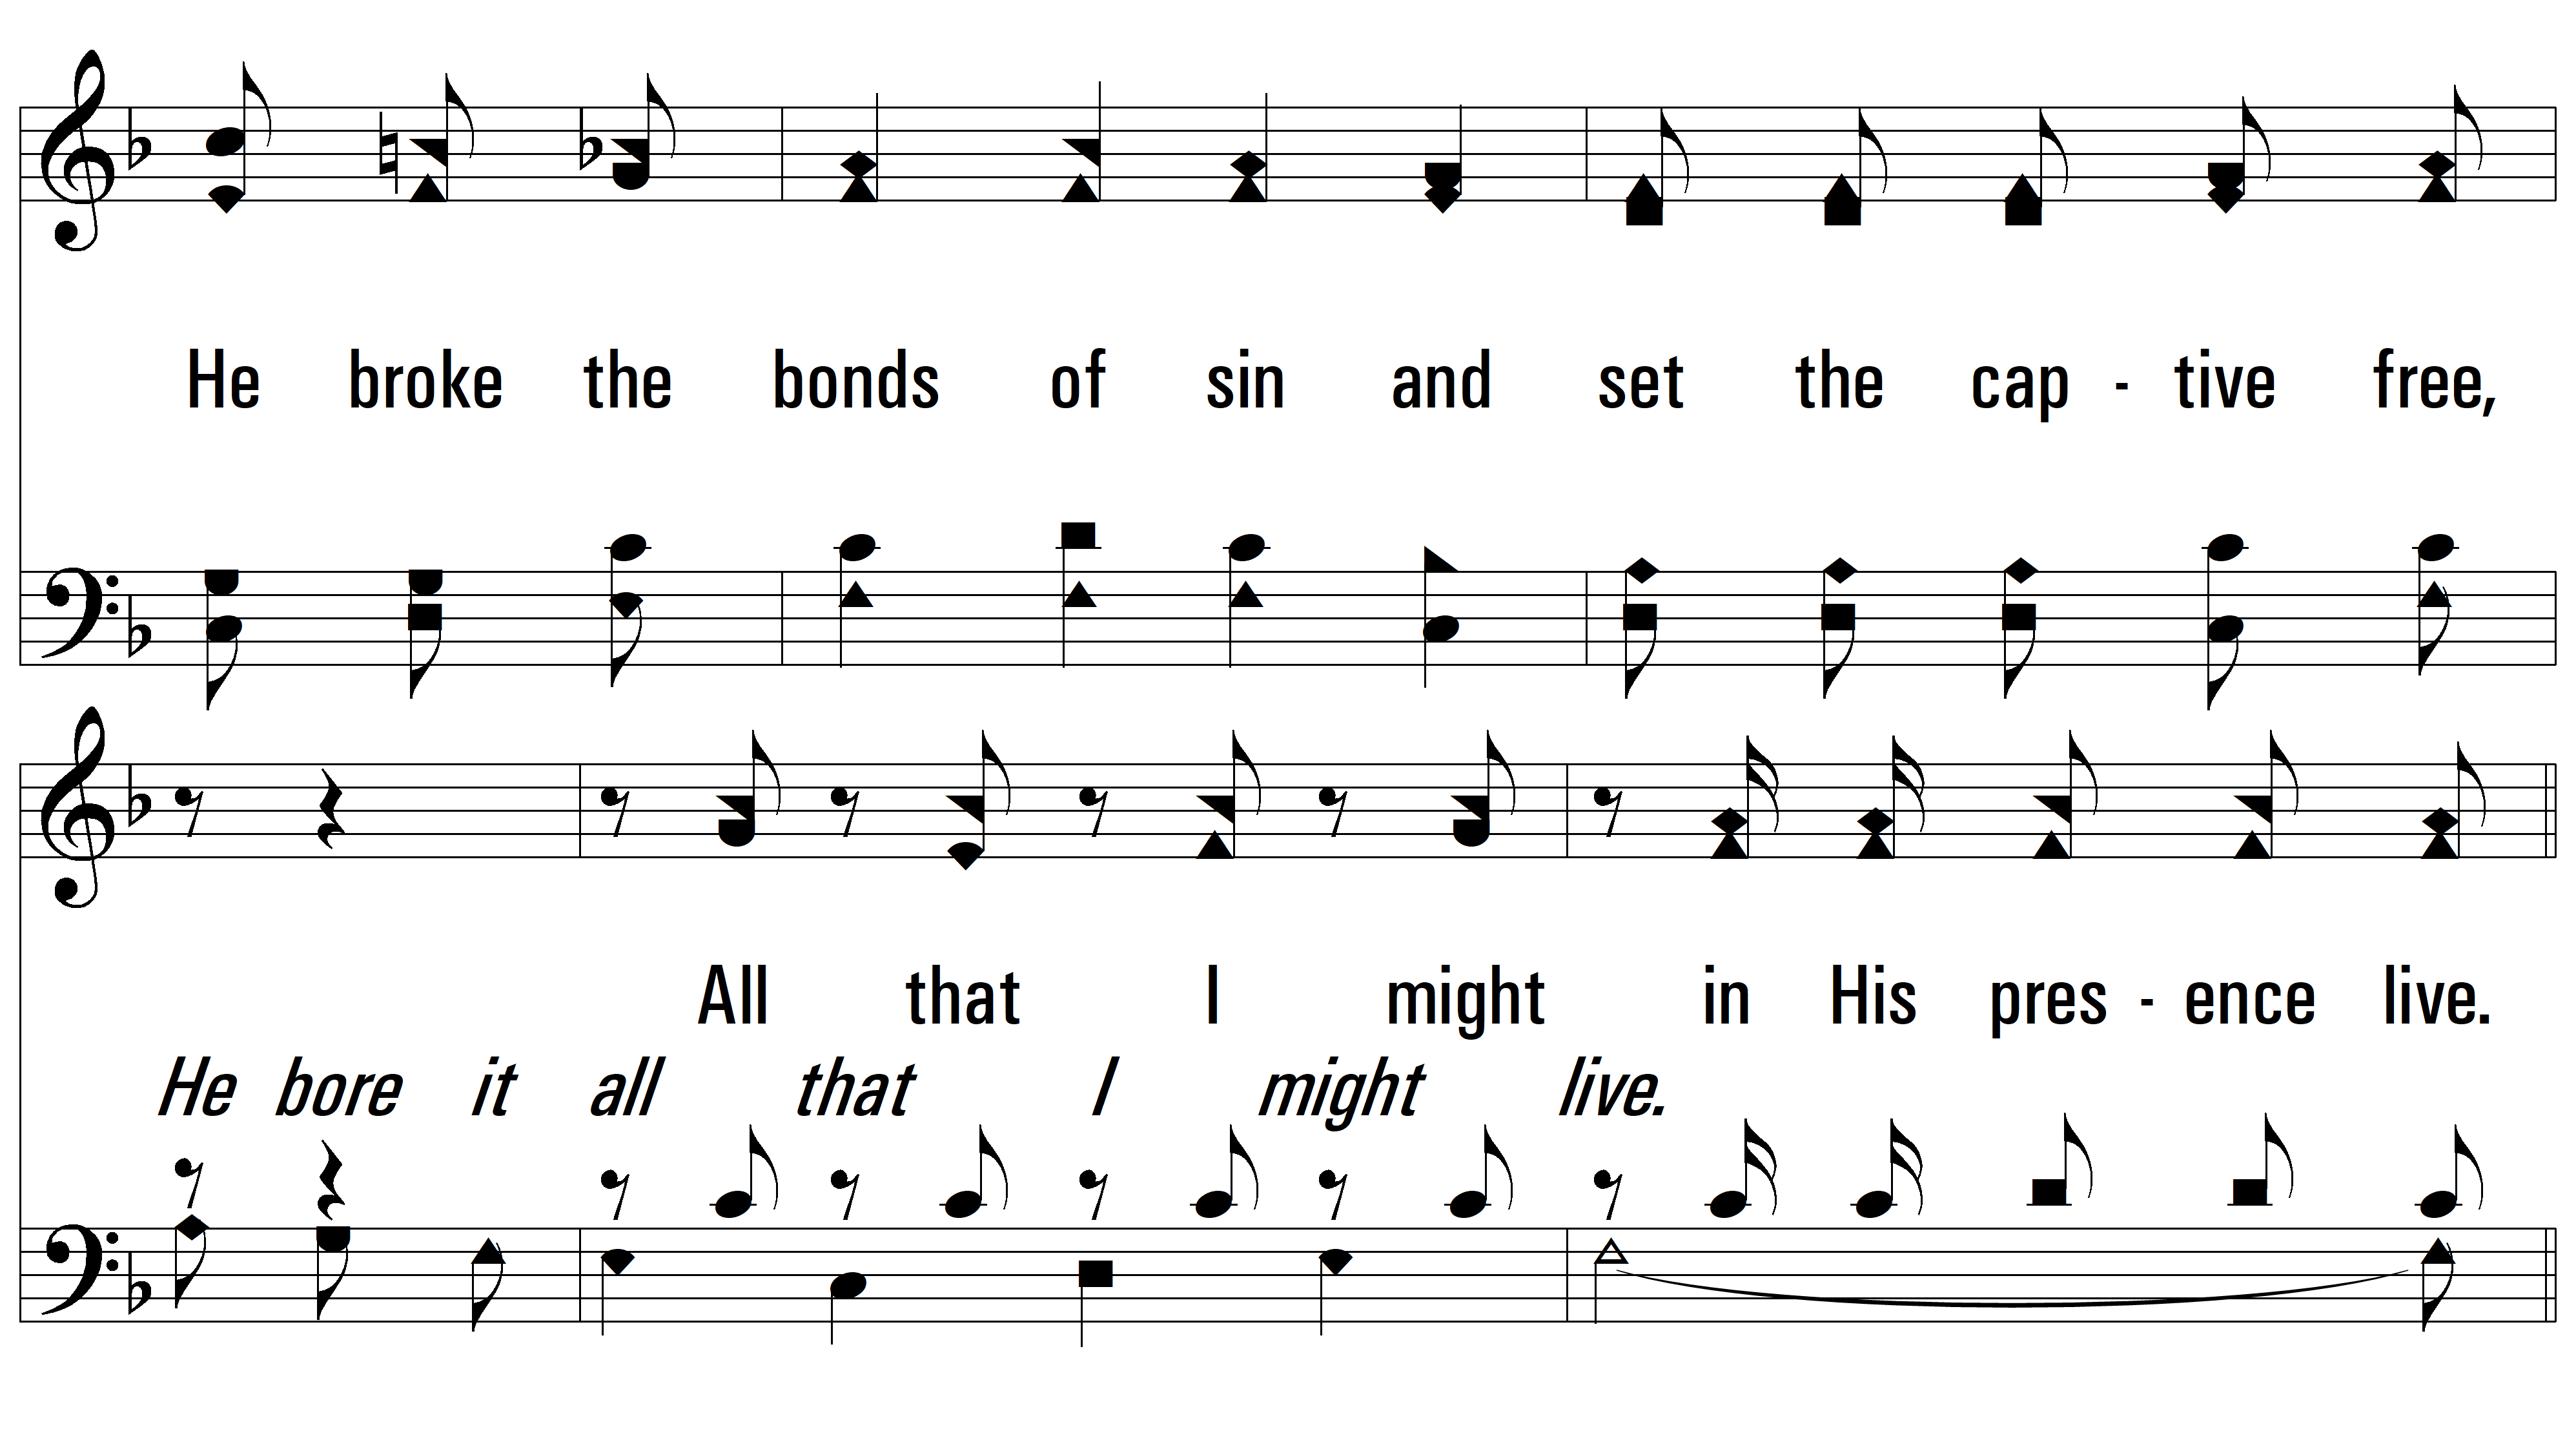 He broke the bonds of sin and set the cap - tive free,
All that I might in His pres - ence live.
He bore it all that I might live.